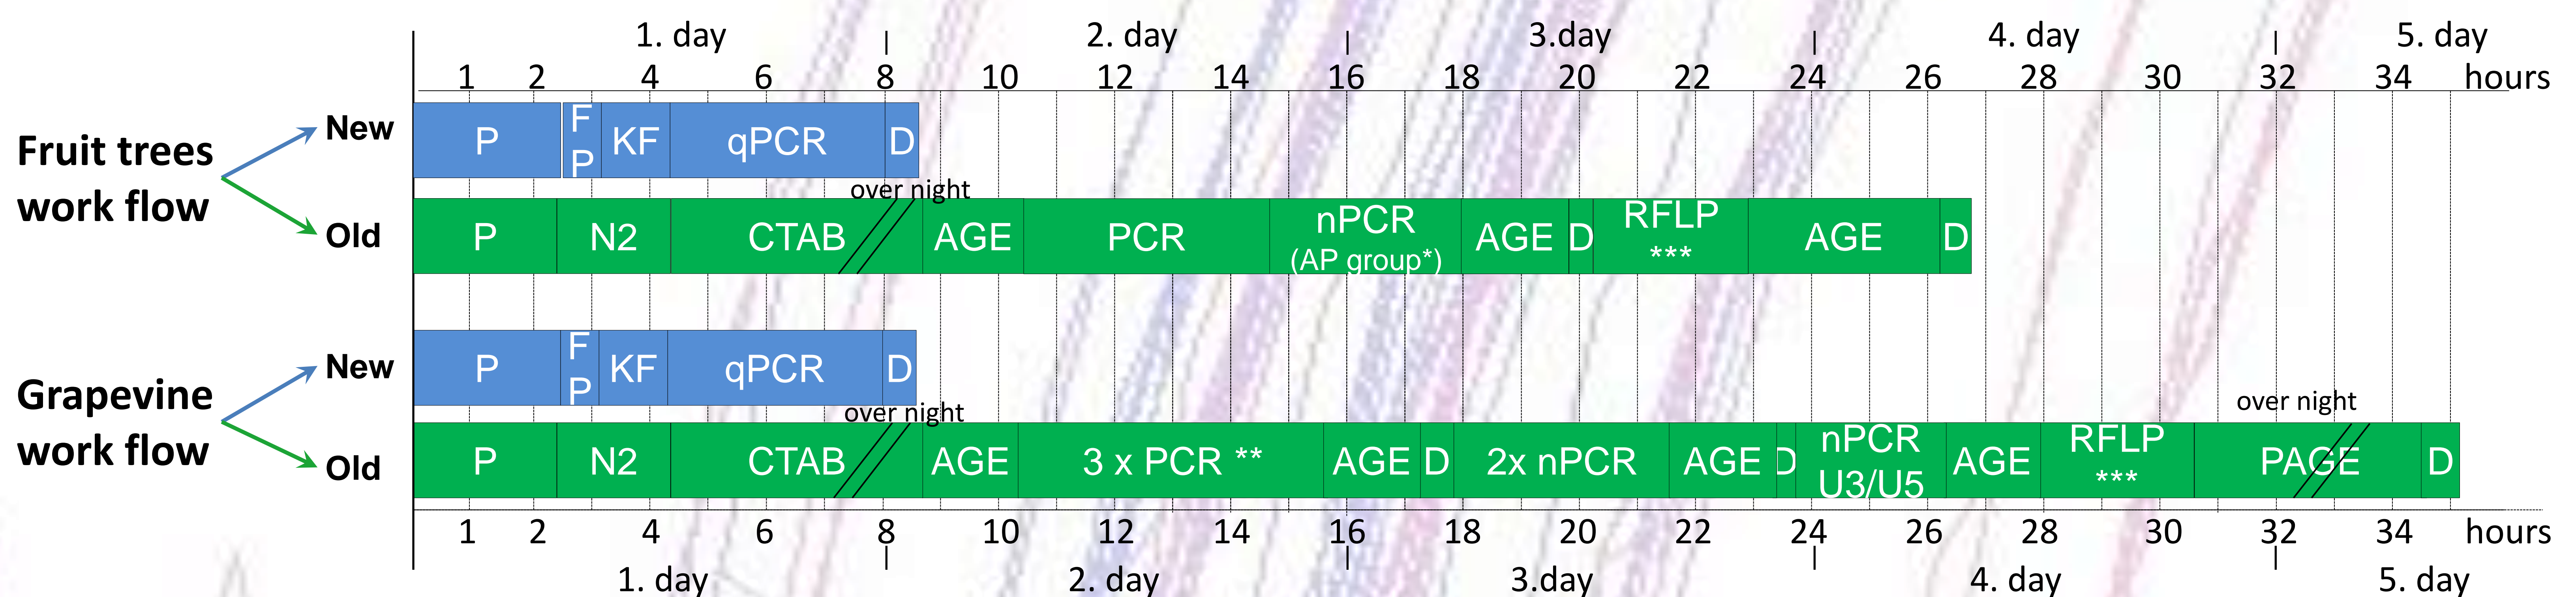 1. day 2. day 3.day 4. day 5. day
1 2 4 6 8 10 12 14 16 18 20 22 24 26 28 30 32 34 hours
Fruit trees
work flow
New
P F P KF qPCR D
over night
Old
P N2 CTAB AGE PCR nPCR (AP group*) AGE D RFLP *** AGE D
Grapevine
work flow
New
P F P KF qPCR D
over night
over night
Old
P N2 CTAB AGE 3 x PCR ** AGE D 2x nPCR AGE D nPCR U3/U5 AGE RFLP *** PAGE D
1 2 4 6 8 10 12 14 16 18 20 22 24 26 28 30 32 34 hours
1. day 2. day 3.day 4. day 5. day